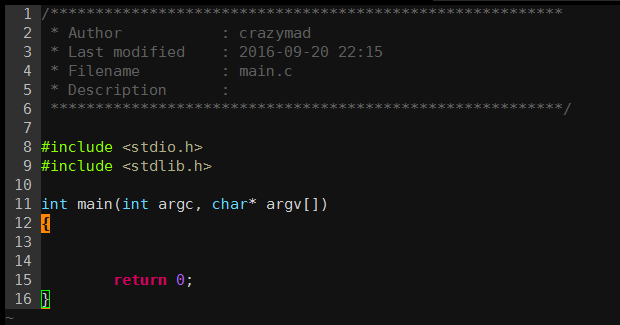 1 /*********************************************************
2  * Author           : crazymad
3  * Last modified    : 2016-09-20 22:15
4  * Filename         : main.c
5  * Description      :
6  *********************************************************/
7
8 #include <stdio.h>
9 #include <stdlib.h>
10
11 int main(int argc, char* argv[])
12 {
13
14
15         return 0;
16 }
~